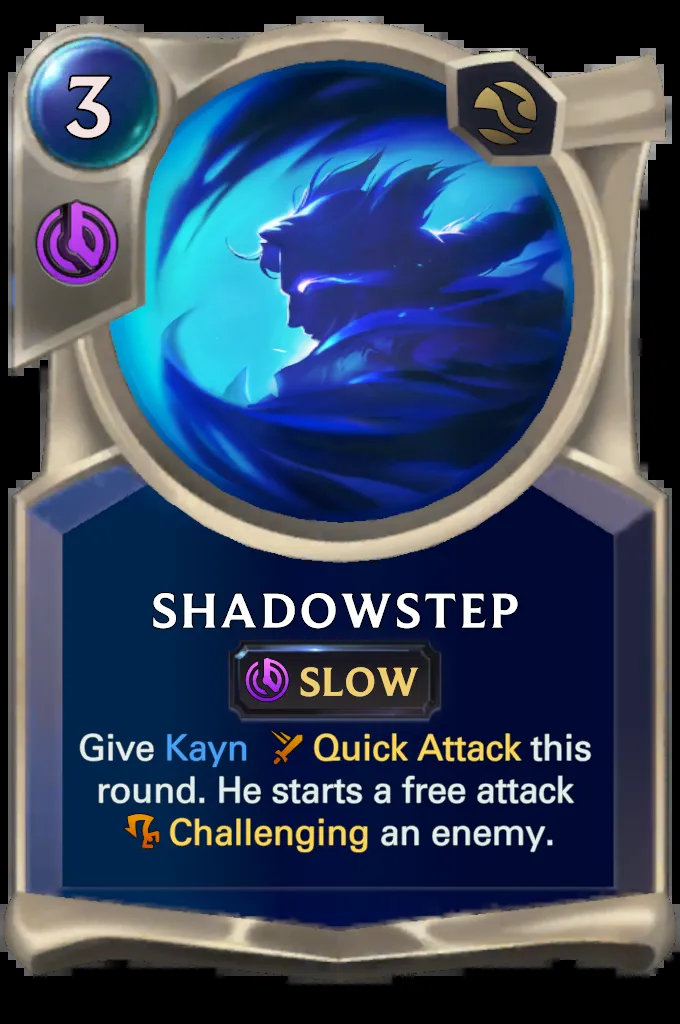 3
SHADOWSTEP
SLOW
Give Kayn Quick Attack this
round. He starts a free attack
Challenging an enemy.